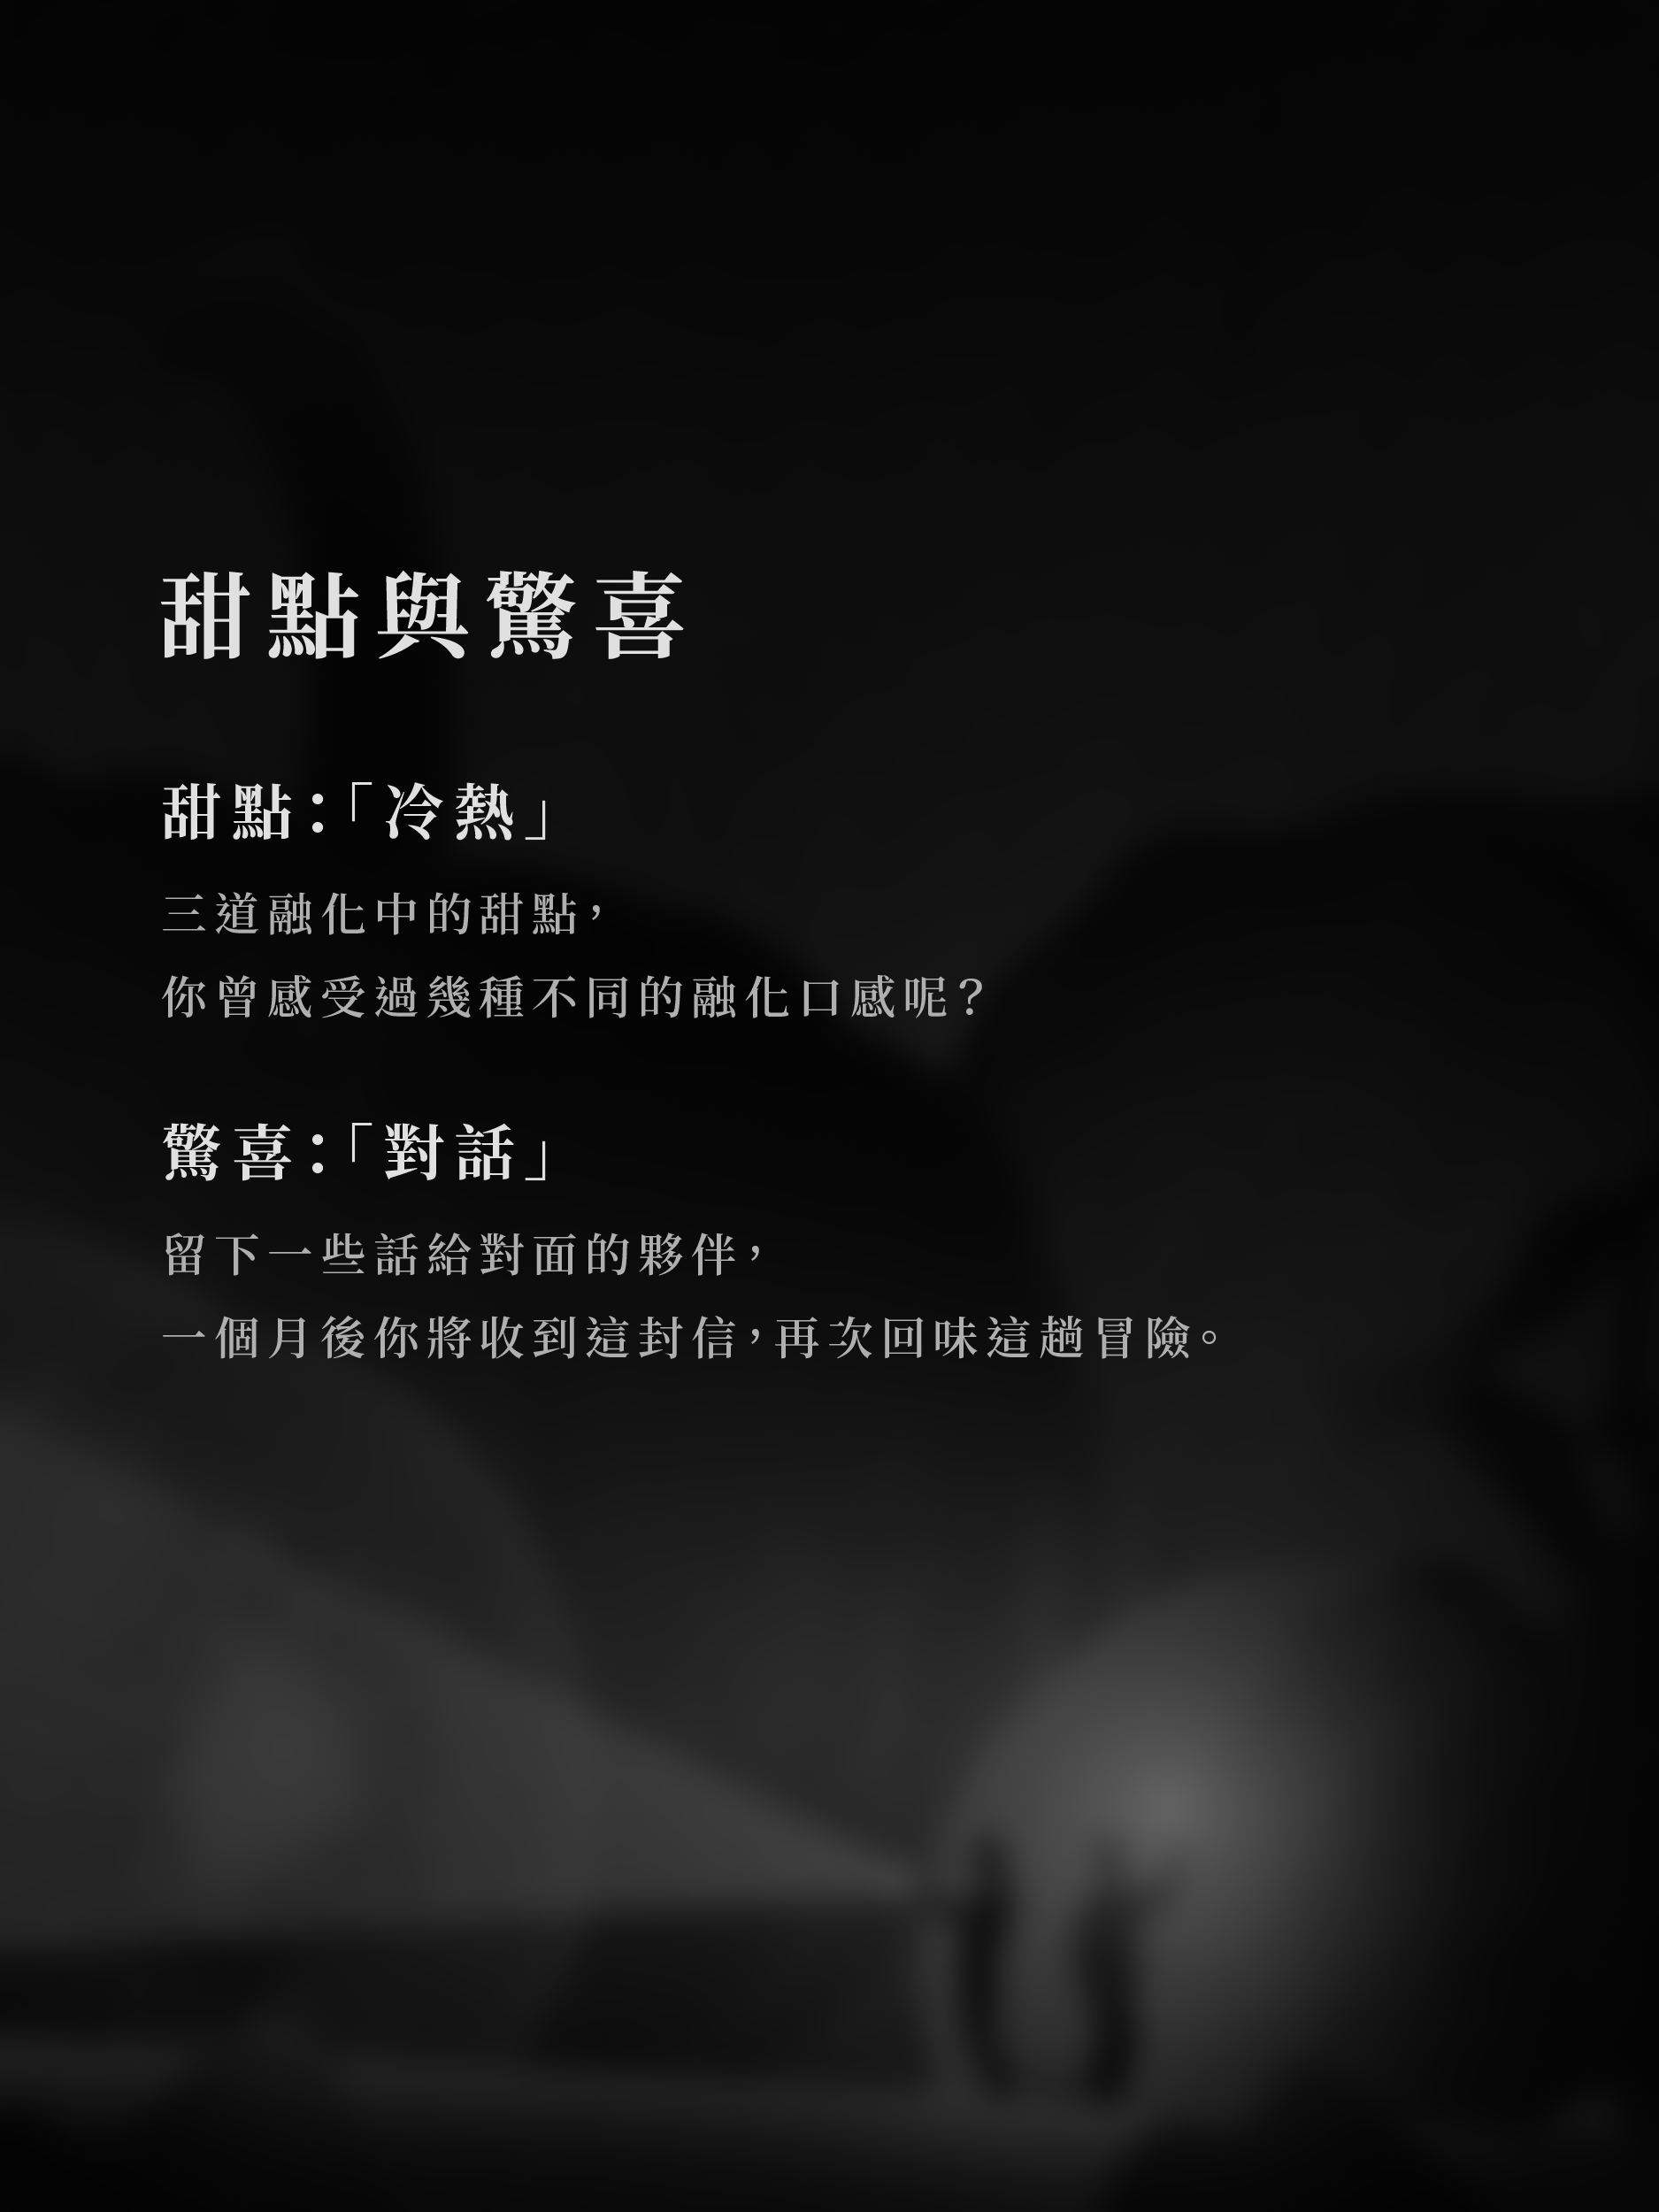 甜點與驚喜
甜點：「冷熱」
三道融化中的甜點，
你曾感受過幾種不同的融化口感呢？
驚喜：「對話」
留下一些話給對面的夥伴，
一個月後你將收到這封信，再次回味這趟冒險。